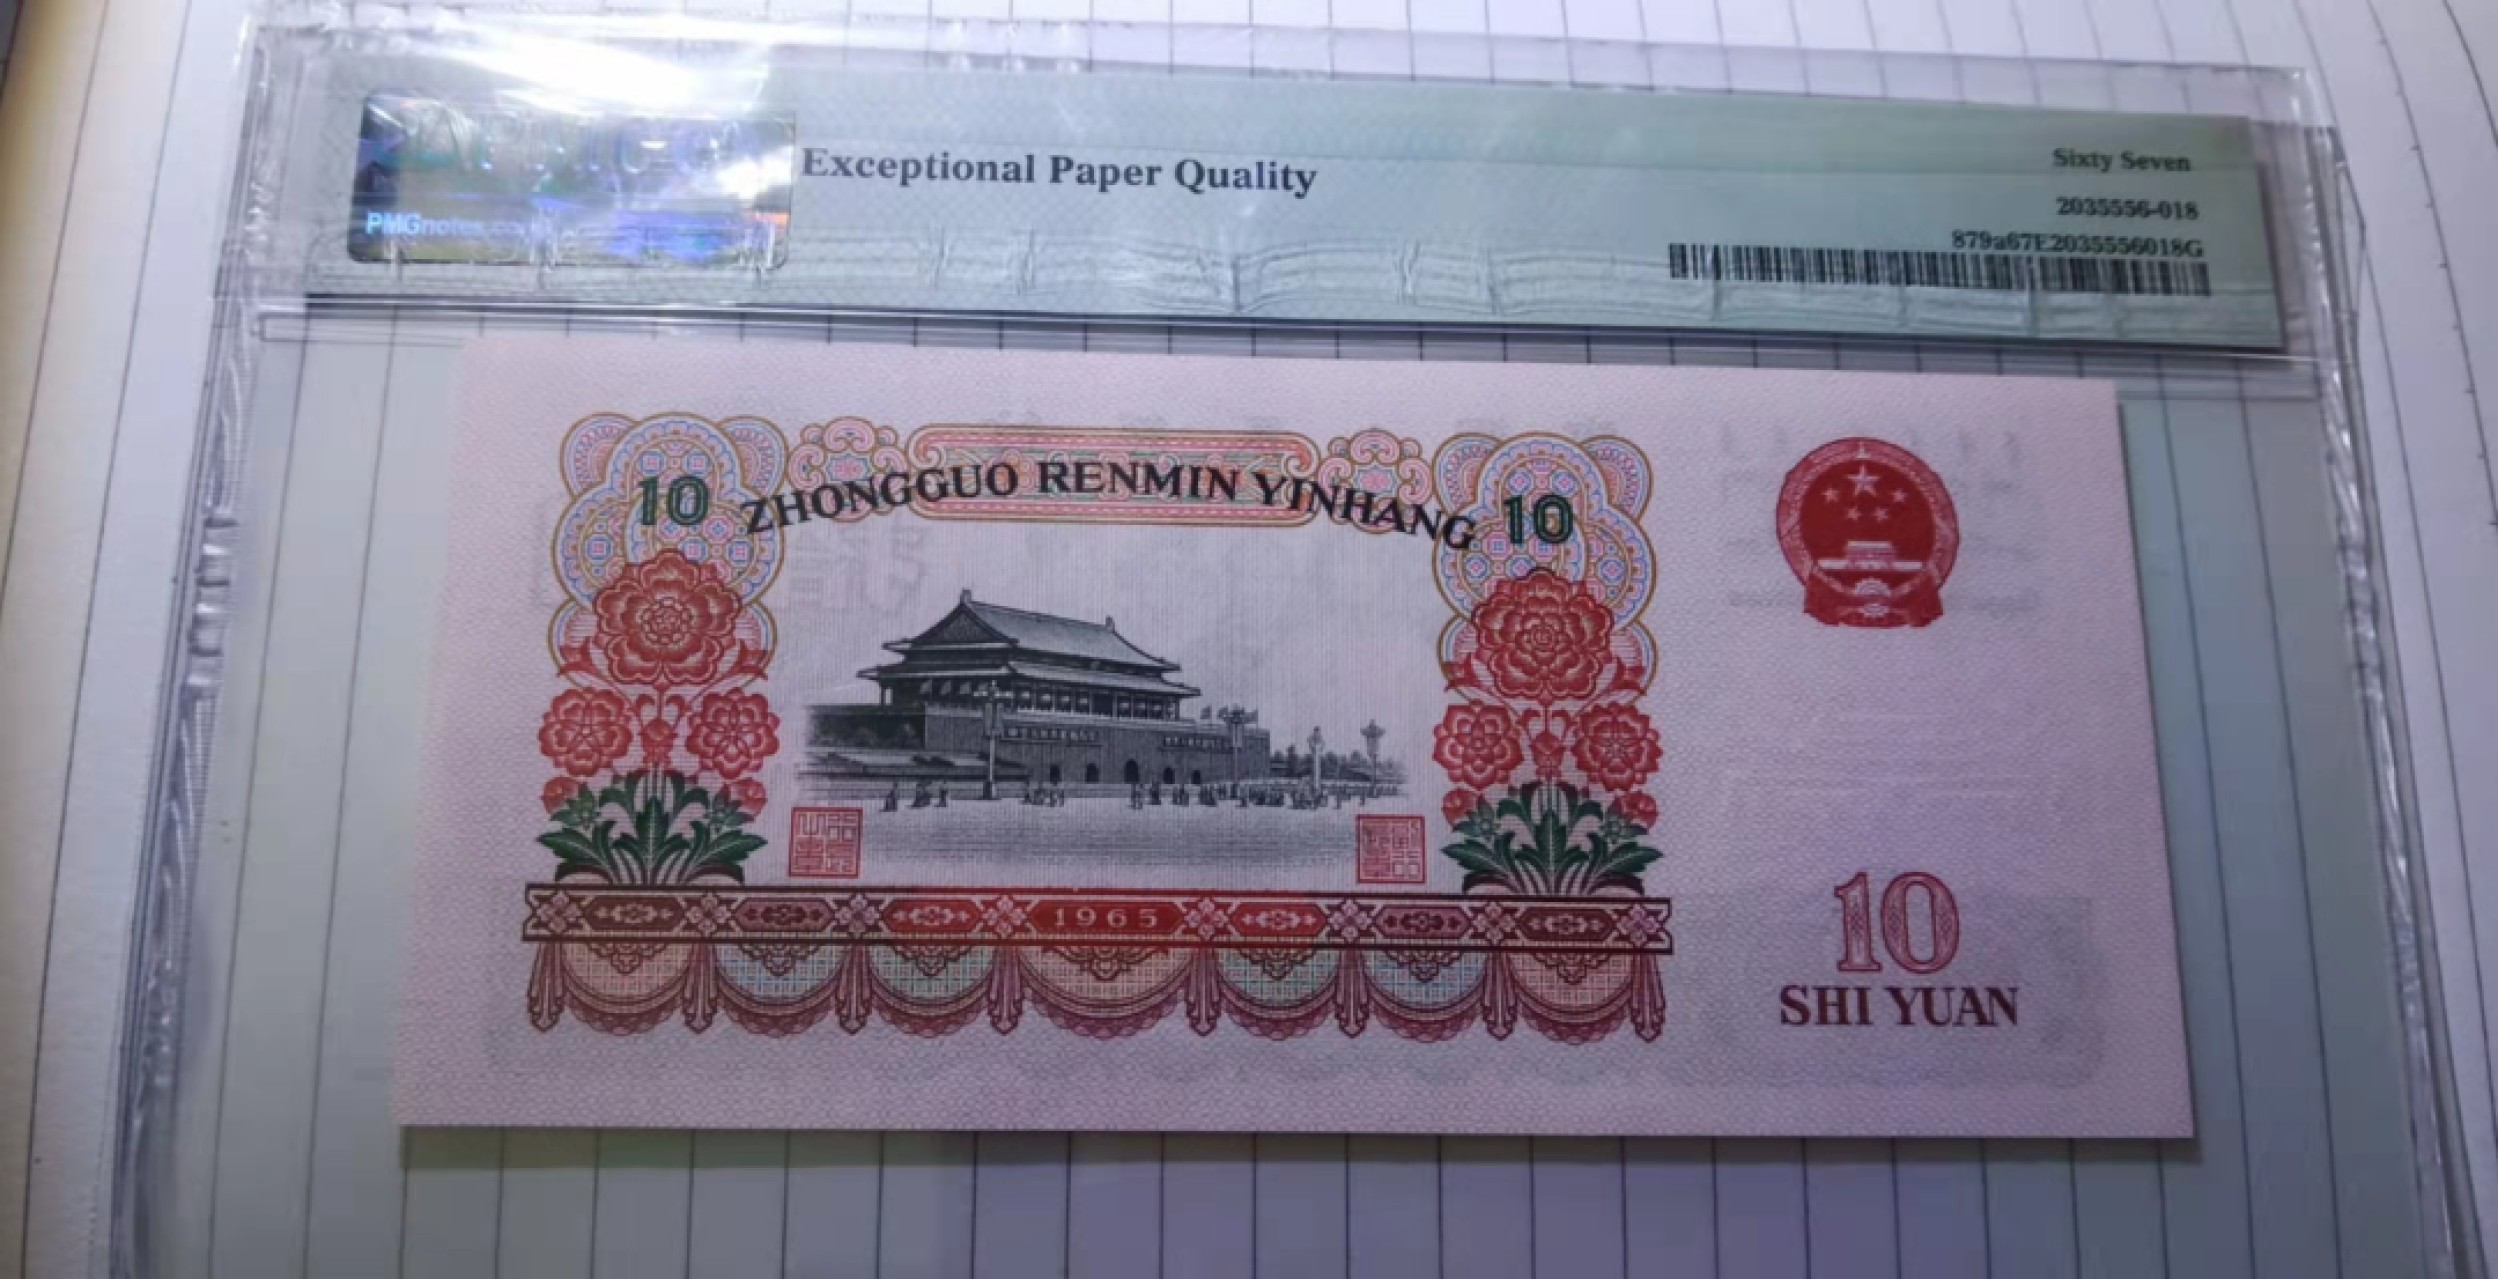 PMGnotes.com
Exceptional Paper Quality
Sixty Seven
2035556-018
879a67E2035556018G
10 ZHONGGUO RENMIN YINHANG 10
1965
10
SHI YUAN